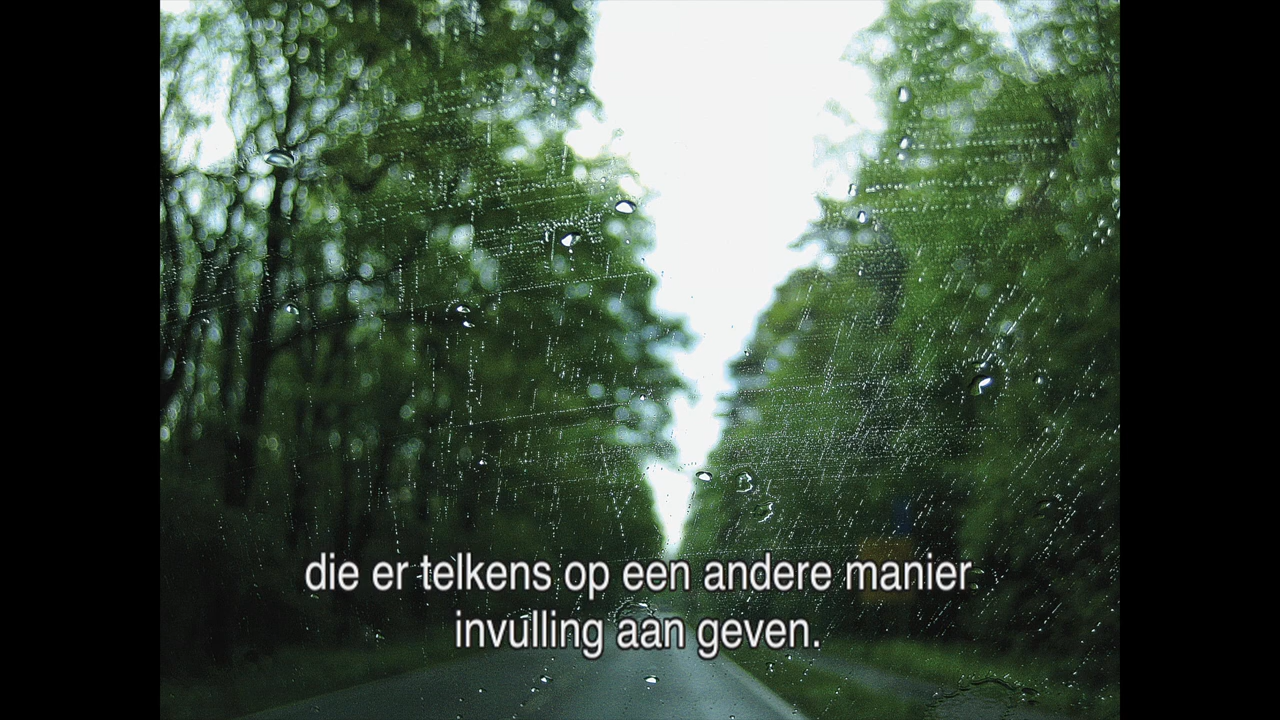 die er telkens op een andere manier
invulling aan geven.